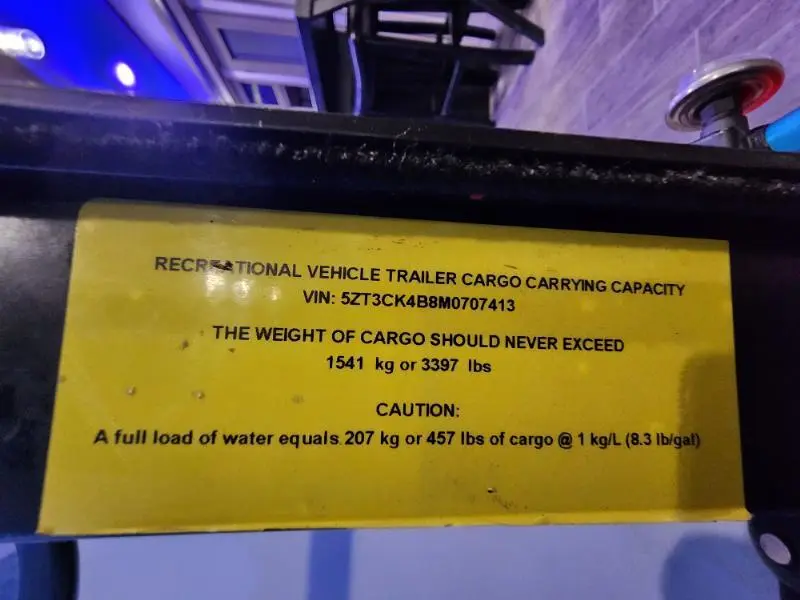 RECREATIONAL VEHICLE TRAILER CARGO CARRYING CAPACITY
VIN: 5ZT3CK4B8M0707413
THE WEIGHT OF CARGO SHOULD NEVER EXCEED
1541 kg or 3397 lbs
CAUTION:
A full load of water equals 207 kg or 457 lbs of cargo @ 1 kg/L (8.3 lb/gal)